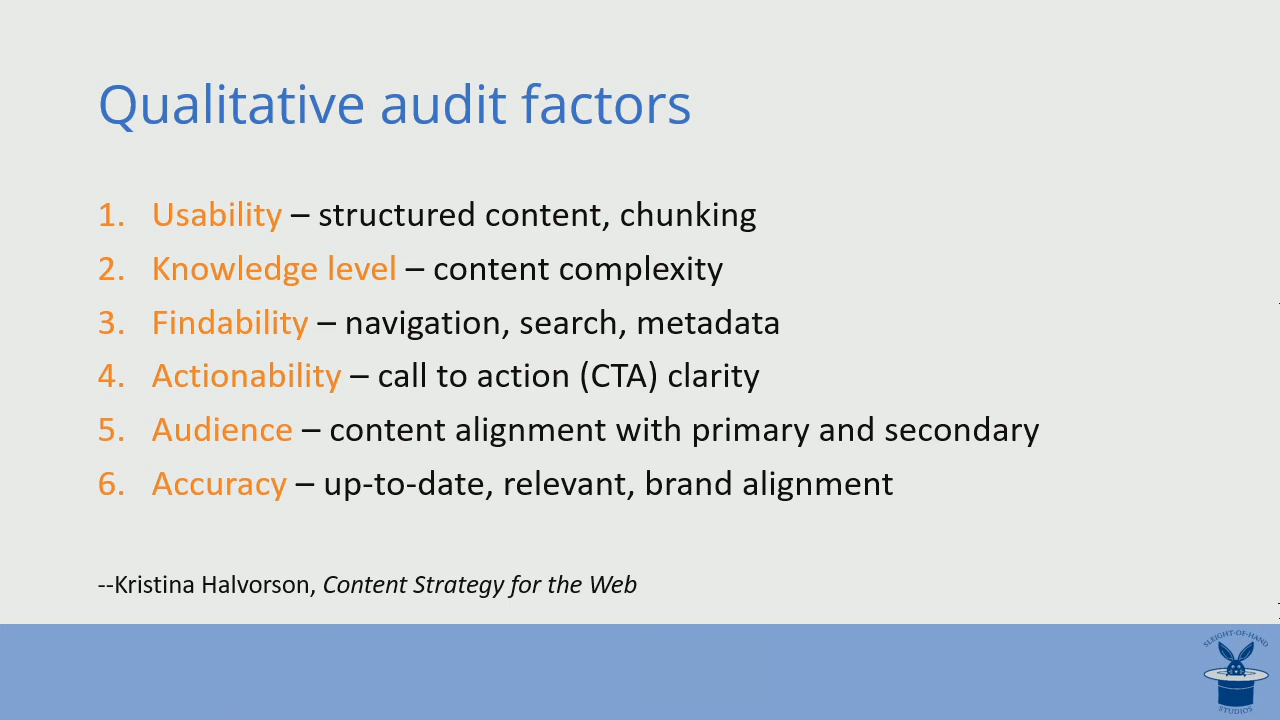 Qualitative audit factors
1. Usability – structured content, chunking
2. Knowledge level – content complexity
3. Findability – navigation, search, metadata
4. Actionability – call to action (CTA) clarity
5. Audience – content alignment with primary and secondary
6. Accuracy – up-to-date, relevant, brand alignment
--Kristina Halvorson, Content Strategy for the Web
SLEIGHT-OF-HAND
STUDIOS